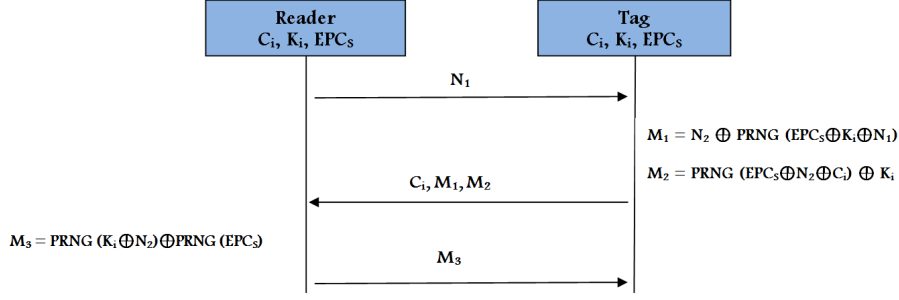 Reader
Cᵢ, Kᵢ, EPCₛ
Tag
Cᵢ, Kᵢ, EPCₛ
N₁
M₁ = N₂ ⊕ PRNG (EPCₛ⊕Kᵢ⊕N₁)
M₂ = PRNG (EPCₛ⊕N₂⊕Cᵢ) ⊕ Kᵢ
Cᵢ, M₁, M₂
M₃ = PRNG (Kᵢ⊕N₂)⊕PRNG (EPCₛ)
M₃